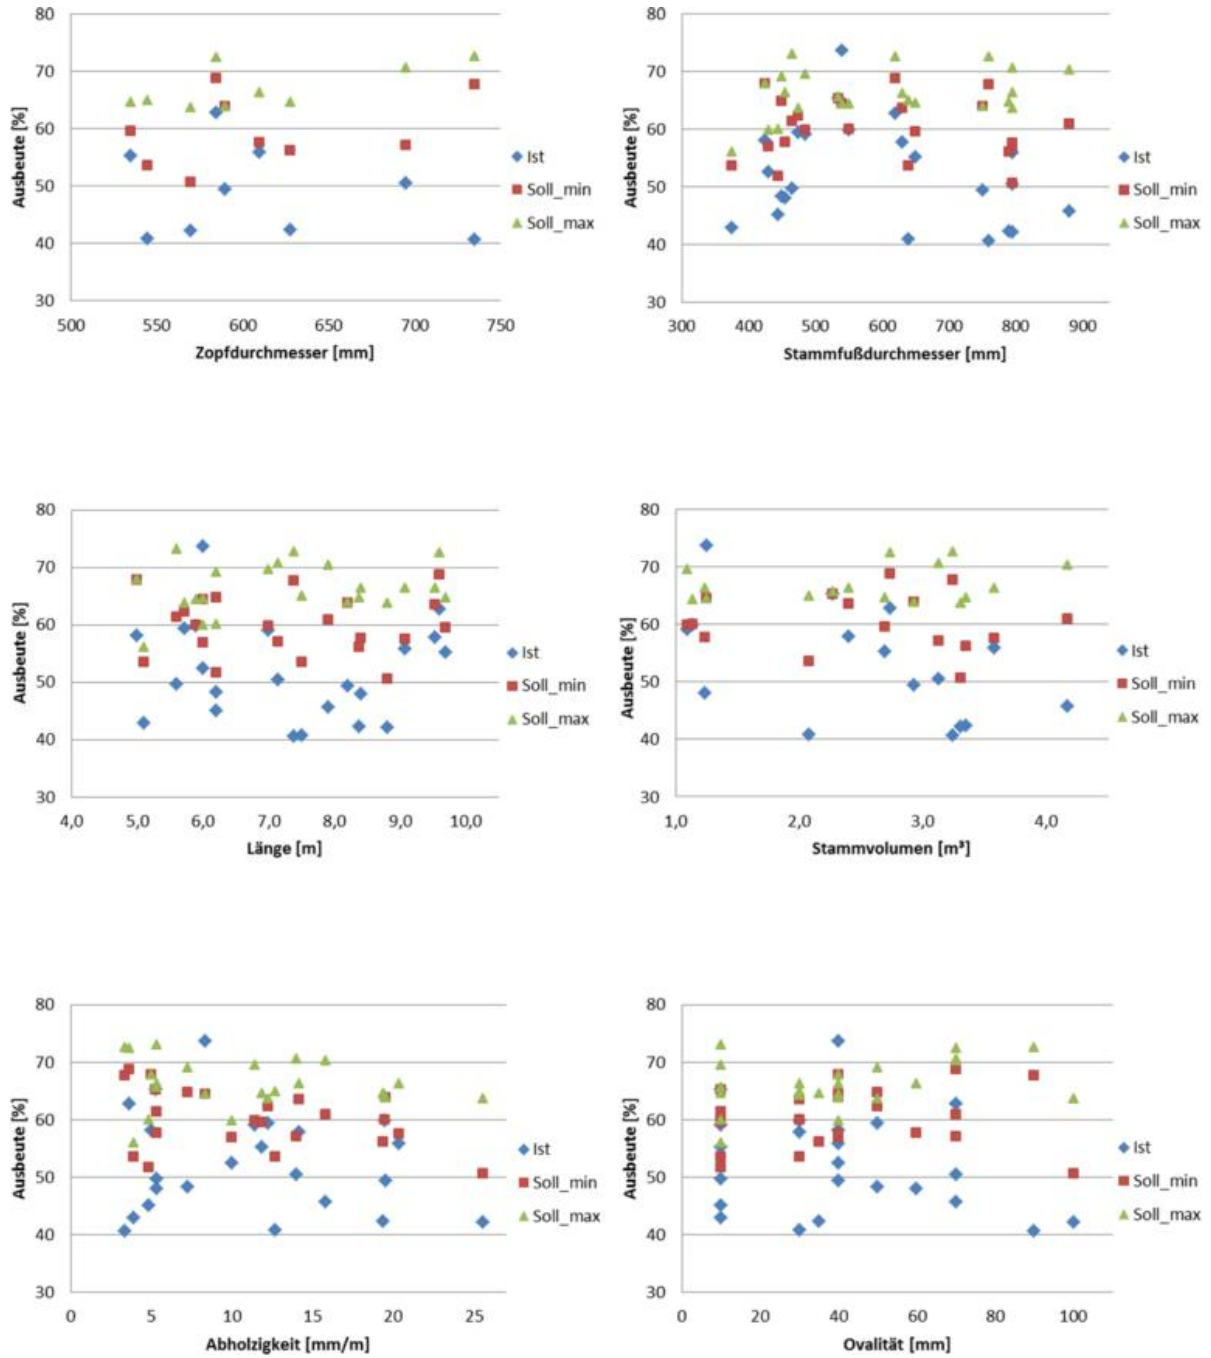 80
70
60
50
40
30
Ausbeute [%]
500 550 600 650 700 750
Zopfdurchmesser [mm]
Ist
Soll_min
Soll_max
80
70
60
50
40
30
Ausbeute [%]
300 400 500 600 700 800 900
Stammfußdurchmesser [mm]
Ist
Soll_min
Soll_max
80
70
60
50
40
30
Ausbeute [%]
4,0 5,0 6,0 7,0 8,0 9,0 10,0
Länge [m]
Ist
Soll_min
Soll_max
80
70
60
50
40
30
Ausbeute [%]
1,0 2,0 3,0 4,0
Stammvolumen [m³]
Ist
Soll_min
Soll_max
80
70
60
50
40
30
Ausbeute [%]
0 5 10 15 20 25
Abholzigkeit [mm/m]
Ist
Soll_min
Soll_max
80
70
60
50
40
30
Ausbeute [%]
0 20 40 60 80 100
Ovalität [mm]
Ist
Soll_min
Soll_max